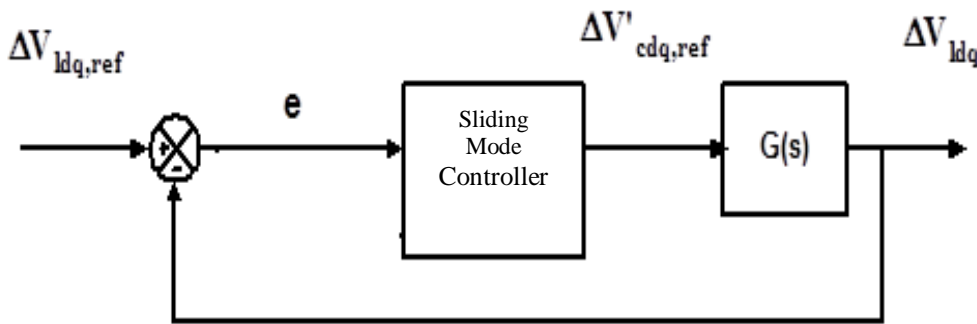 ΔV_ldq,ref
ΔV'_cdq,ref
ΔV_ldq
e
Sliding
Mode
Controller
G(s)
+
-